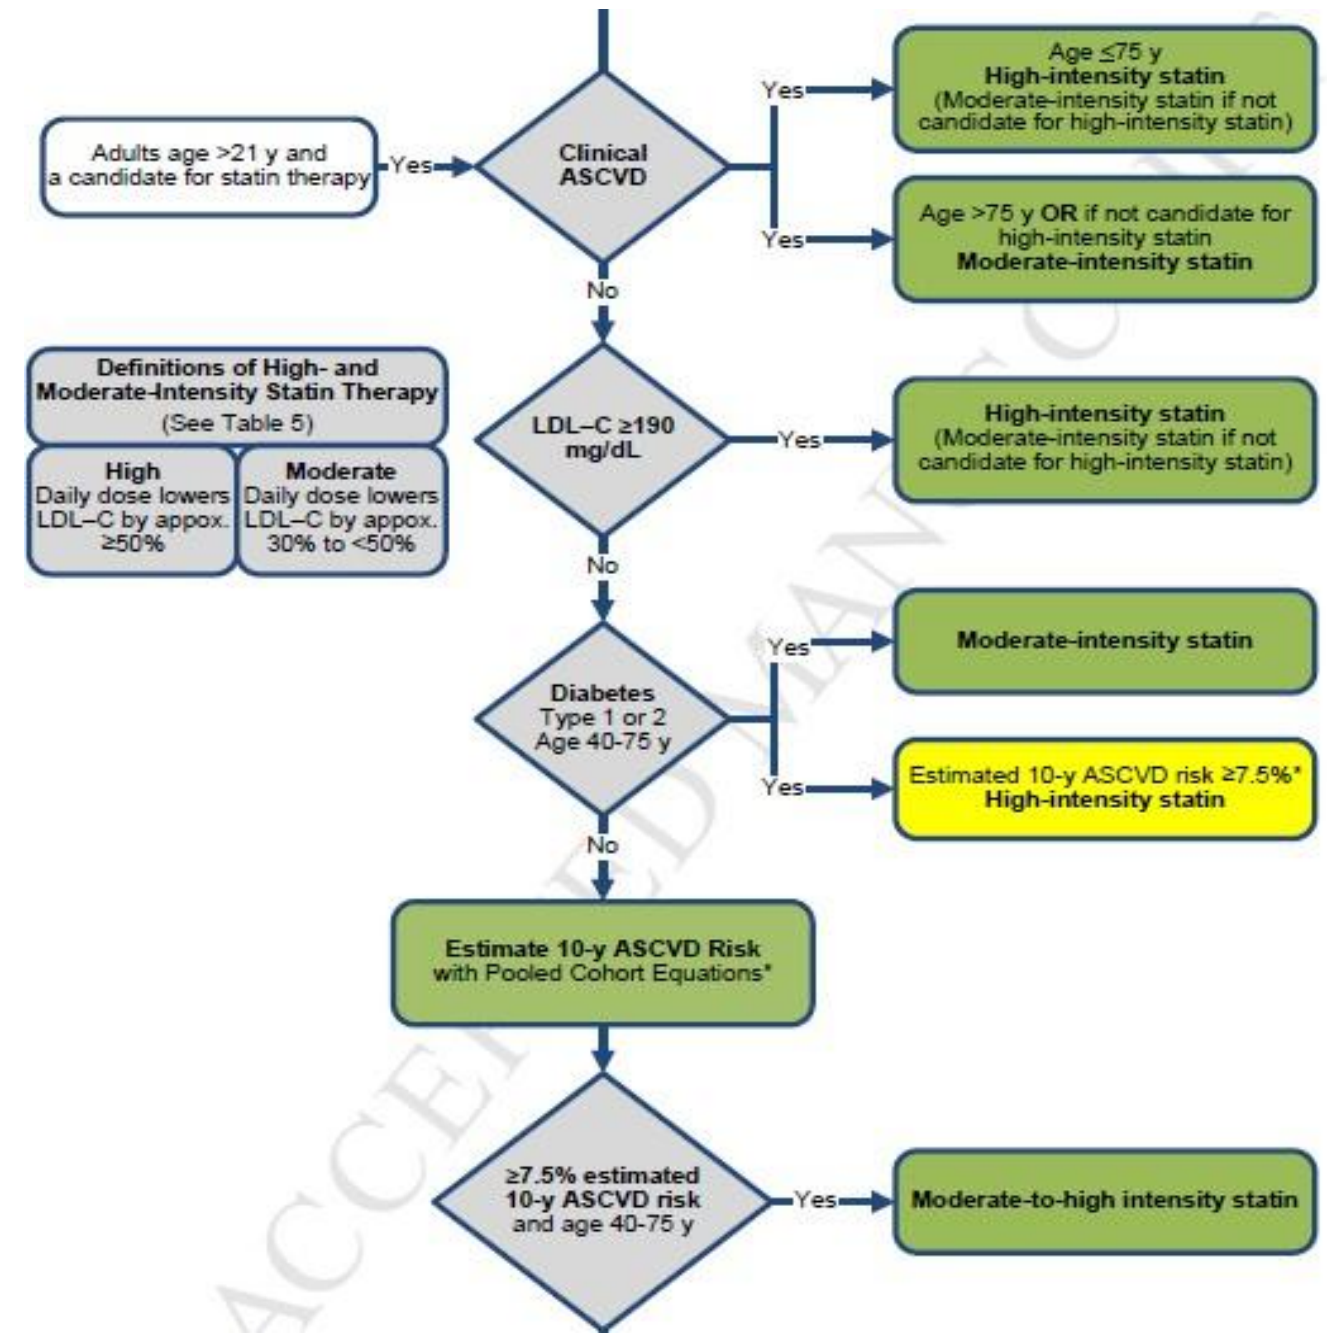 Adults age >21 y and
a candidate for statin therapy
Yes
Clinical
ASCVD
Yes
Age ≤75 y
High-intensity statin
(Moderate-intensity statin if not
candidate for high-intensity statin)
Yes
Age >75 y OR if not candidate for
high-intensity statin
Moderate-intensity statin
No
Definitions of High- and
Moderate-Intensity Statin Therapy
(See Table 5)
High
Daily dose lowers
LDL–C by appox.
≥50%
Moderate
Daily dose lowers
LDL–C by appox.
30% to <50%
LDL–C ≥190
mg/dL
Yes
High-intensity statin
(Moderate-intensity statin if not
candidate for high-intensity statin)
No
Diabetes
Type 1 or 2
Age 40-75 y
Yes
Moderate-intensity statin
Yes
Estimated 10-y ASCVD risk ≥7.5%*
High-intensity statin
No
Estimate 10-y ASCVD Risk
with Pooled Cohort Equations*
≥7.5% estimated
10-y ASCVD risk
and age 40-75 y
Yes
Moderate-to-high intensity statin